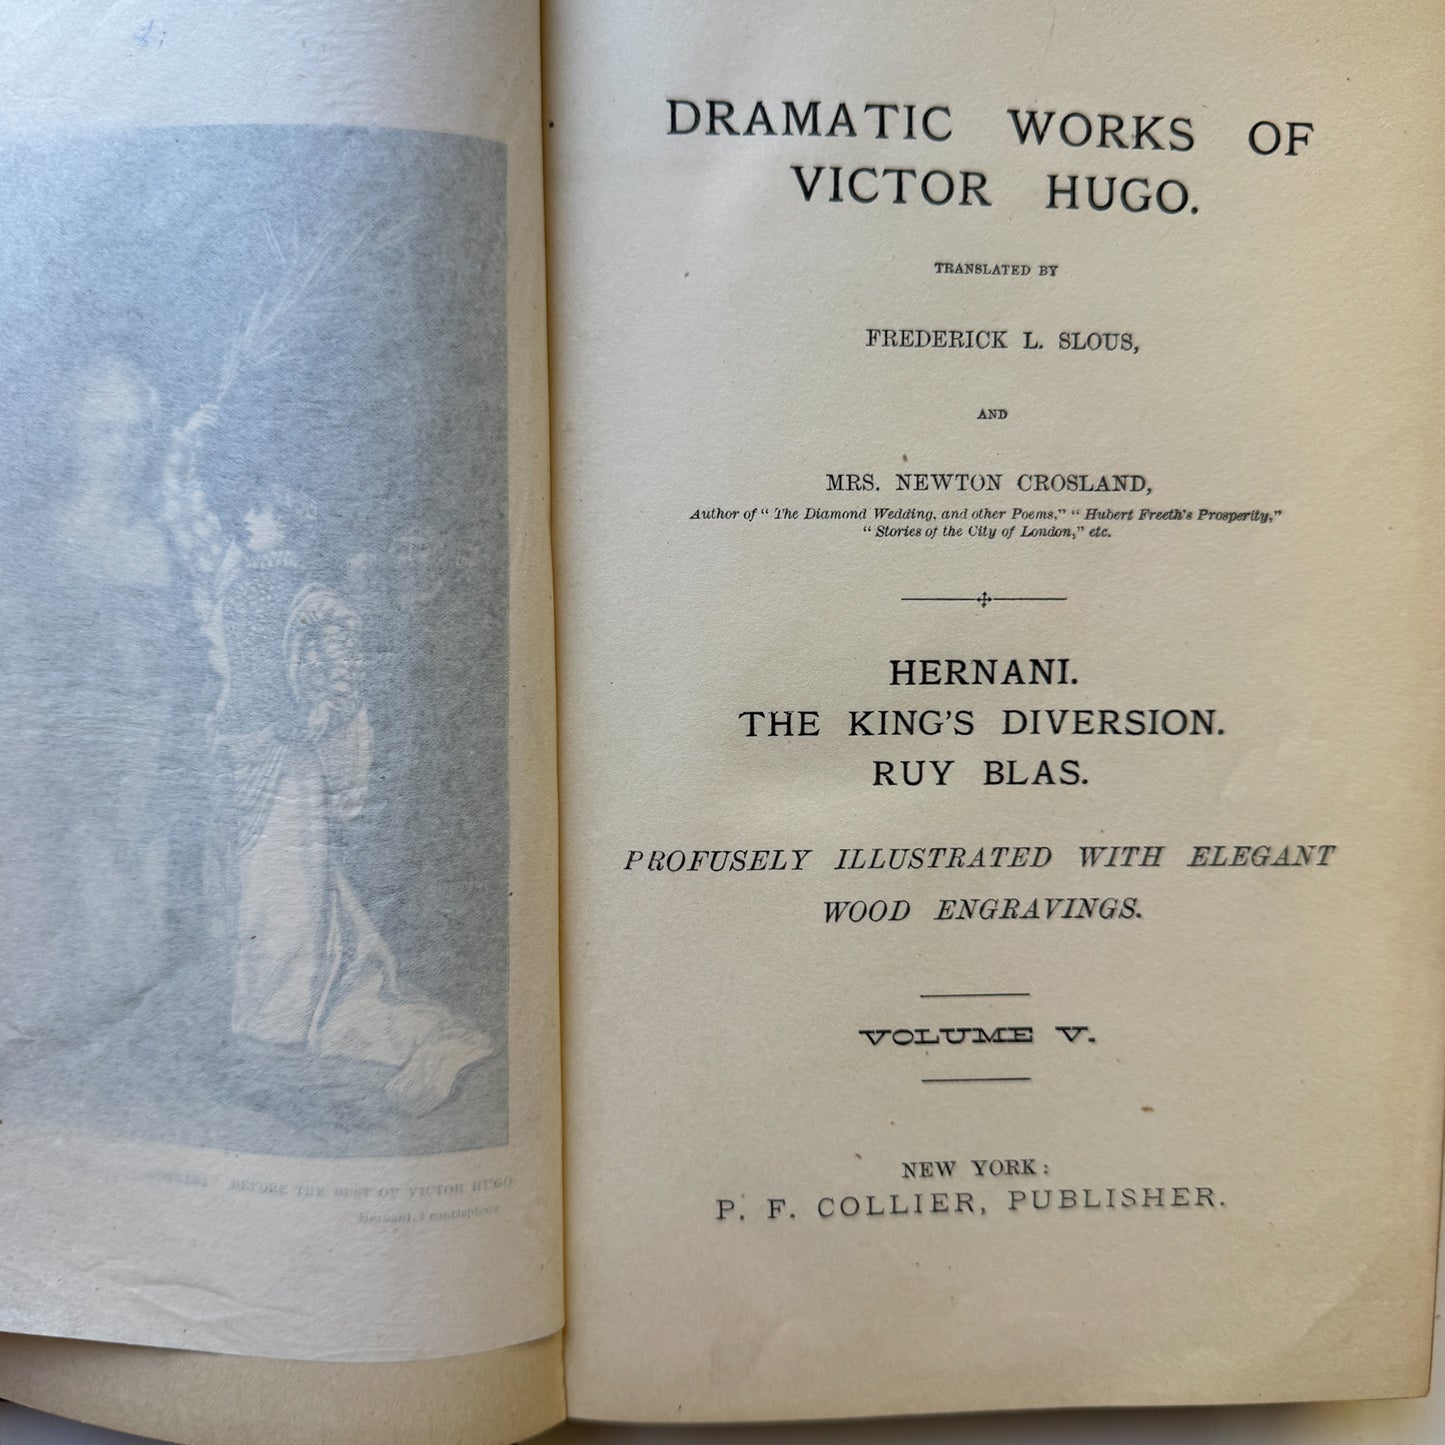 BEFORE THE BUST OF VICTOR HUGO
Hernani, Frontispiece
DRAMATIC WORKS OF
VICTOR HUGO.
TRANSLATED BY
FREDERICK L. SLOUS,
AND
MRS. NEWTON CROSLAND,
Author of "The Diamond Wedding, and other Poems," "Hubert Freeth's Prosperity,"
"Stories of the City of London," etc.
HERNANI.
THE KING'S DIVERSION.
RUY BLAS.
PROFUSELY ILLUSTRATED WITH ELEGANT
WOOD ENGRAVINGS.
VOLUME V.
NEW YORK:
P. F. COLLIER, PUBLISHER.